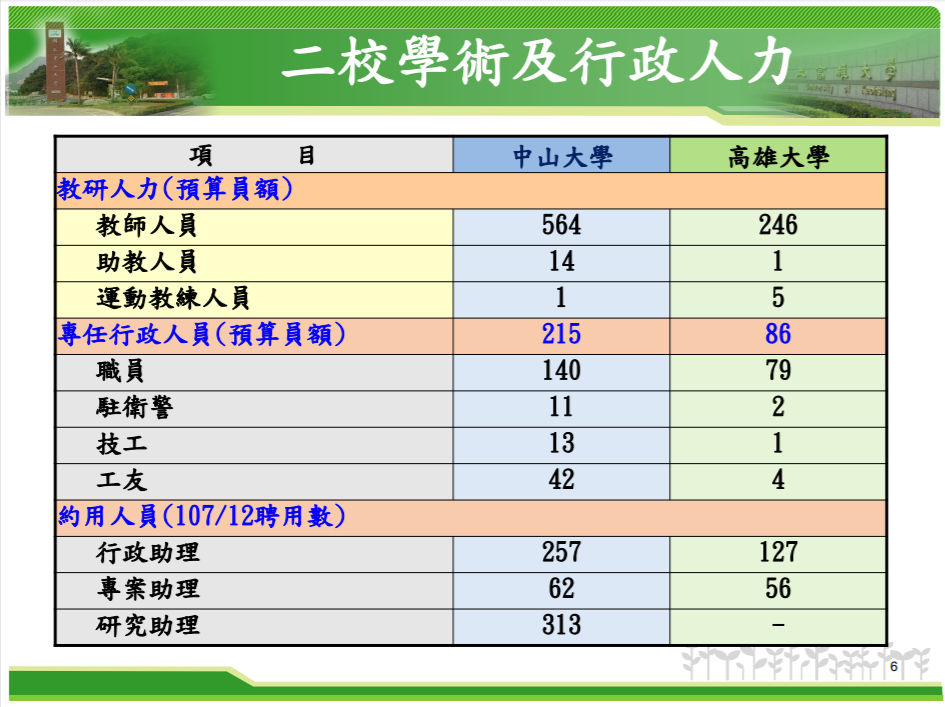 二校學術及行政人力
項 目 中山大學 高雄大學
教研人力(預算員額)
教師人員 564 246
助教人員 14 1
運動教練人員 1 5
專任行政人員(預算員額) 215 86
職員 140 79
駐衛警 11 2
技工 13 1
工友 42 4
約用人員(107/12聘用數)
行政助理 257 127
專案助理 62 56
研究助理 313 -
6